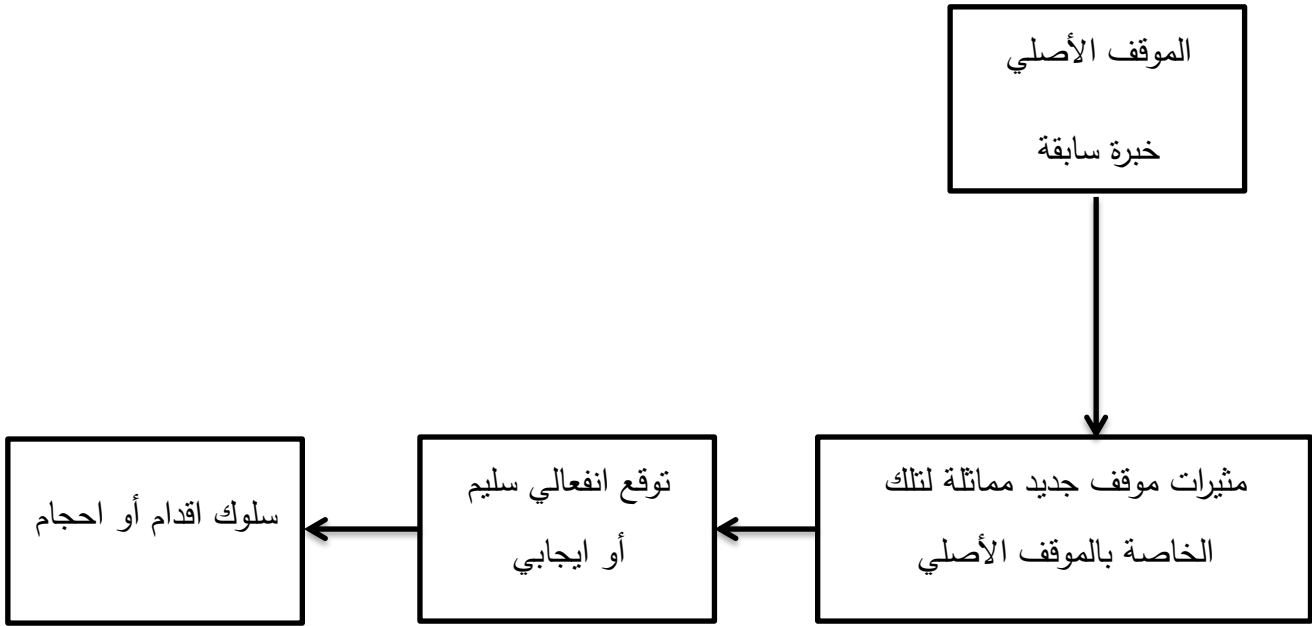 الموقف الأصلي
خبرة سابقة
مثيرات موقف جديد مماثلة لتلك
الخاصة بالموقف الأصلي
توقع انفعالي سليم
أو ايجابي
سلوك اقدام أو احجام